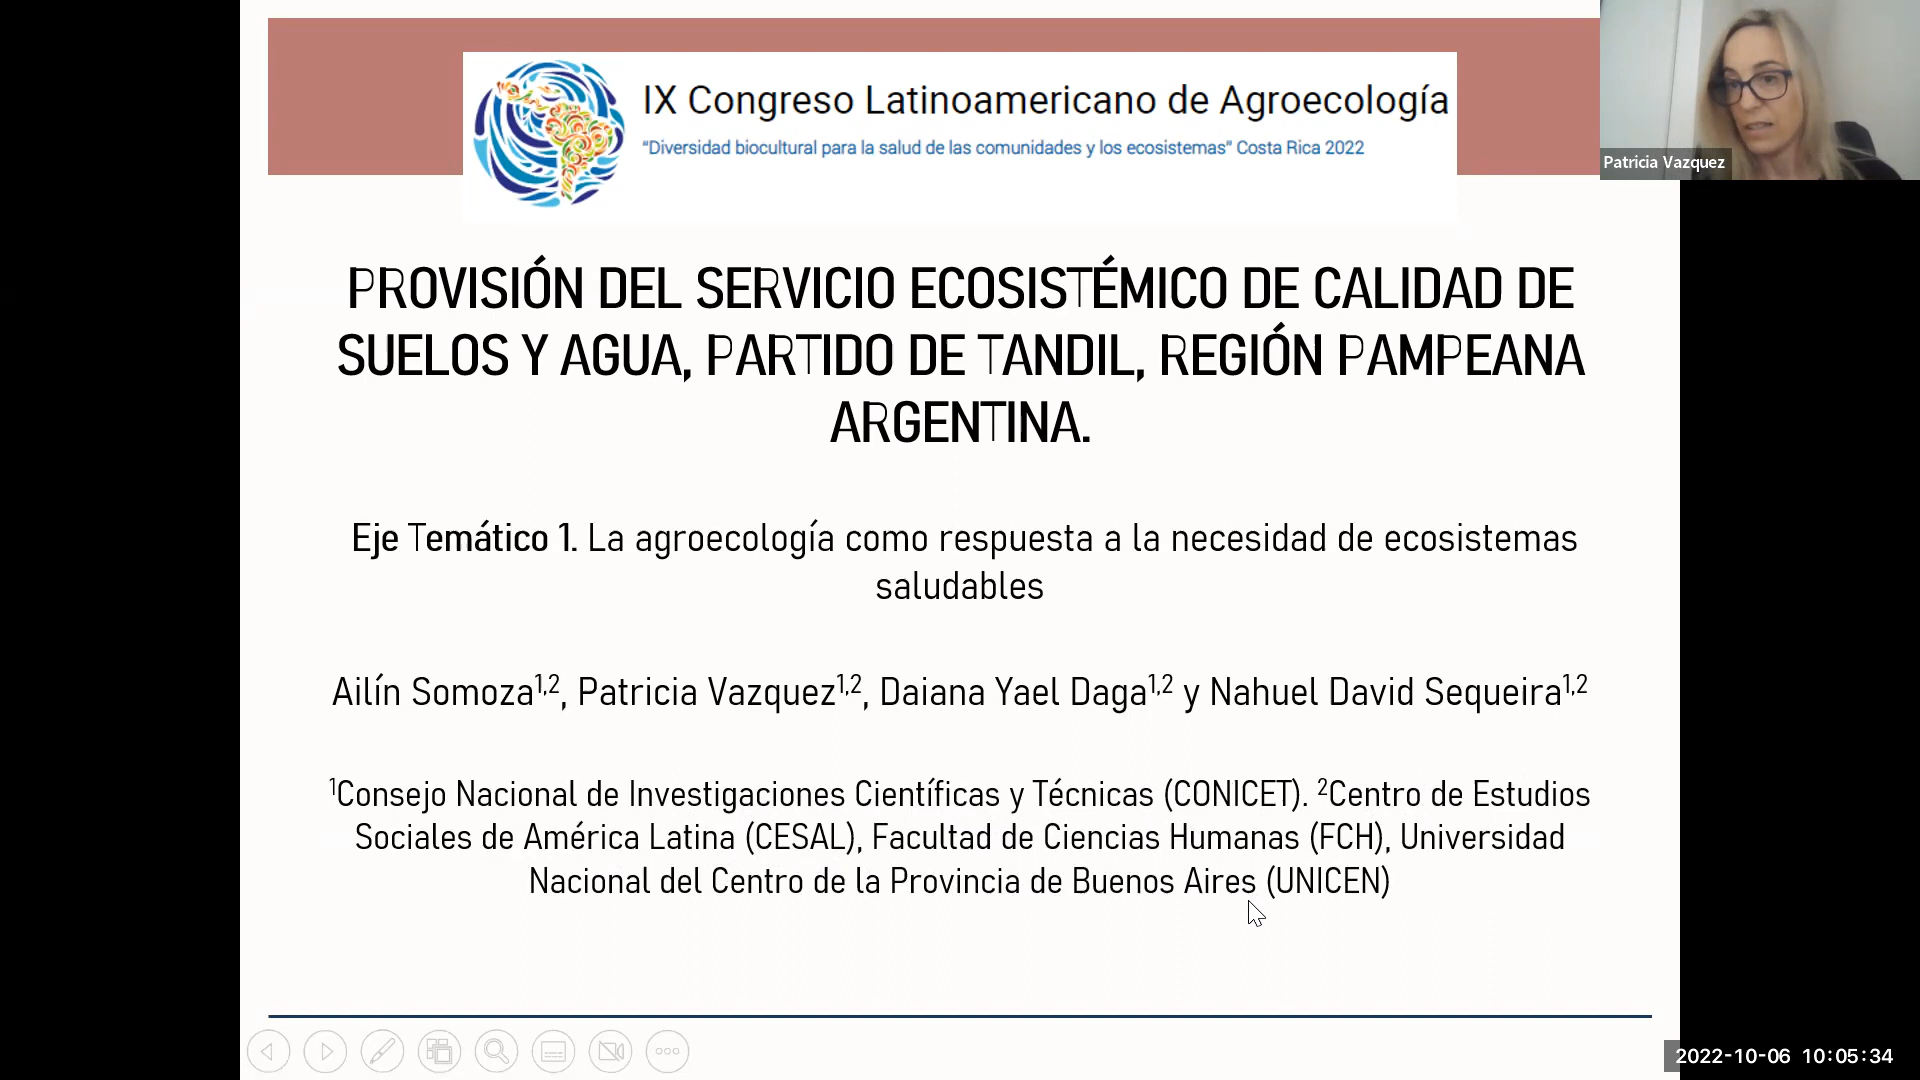 IX Congreso Latinoamericano de Agroecología
“Diversidad biocultural para la salud de las comunidades y los ecosistemas” Costa Rica 2022
Patricia Vazquez
PROVISIÓN DEL SERVICIO ECOSISTÉMICO DE CALIDAD DE
SUELOS Y AGUA, PARTIDO DE TANDIL, REGIÓN PAMPEANA
ARGENTINA.
Eje Temático 1. La agroecología como respuesta a la necesidad de ecosistemas
saludables
Ailín Somoza1,2, Patricia Vazquez1,2, Daiana Yael Daga1,2 y Nahuel David Sequeira1,2
1Consejo Nacional de Investigaciones Científicas y Técnicas (CONICET). 2Centro de Estudios
Sociales de América Latina (CESAL), Facultad de Ciencias Humanas (FCH), Universidad
Nacional del Centro de la Provincia de Buenos Aires (UNICEN)
2022-10-06 10:05:34